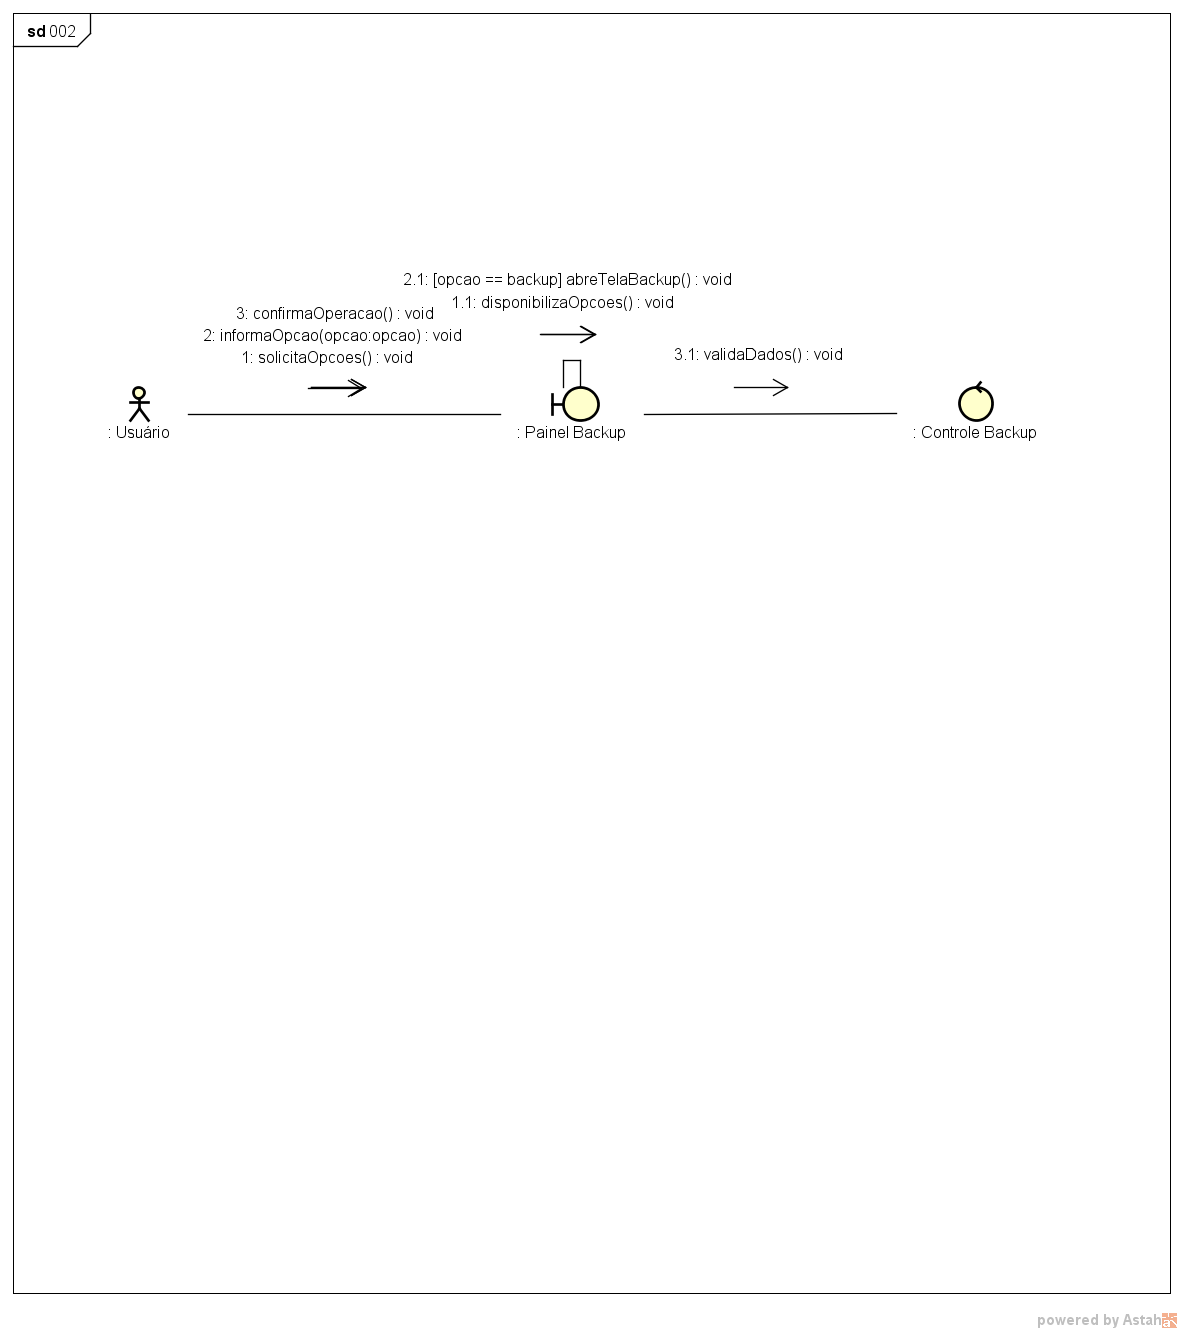 sd 002
2.1: [opcao == backup] abreTelaBackup() : void
1.1: disponibilizaOpcoes() : void
3: confirmaOperacao() : void
2: informaOpcao(opcao:opcao) : void
1: solicitaOpcoes() : void
3.1: validaDados() : void
: Usuário
: Painel Backup
: Controle Backup
powered by Astah